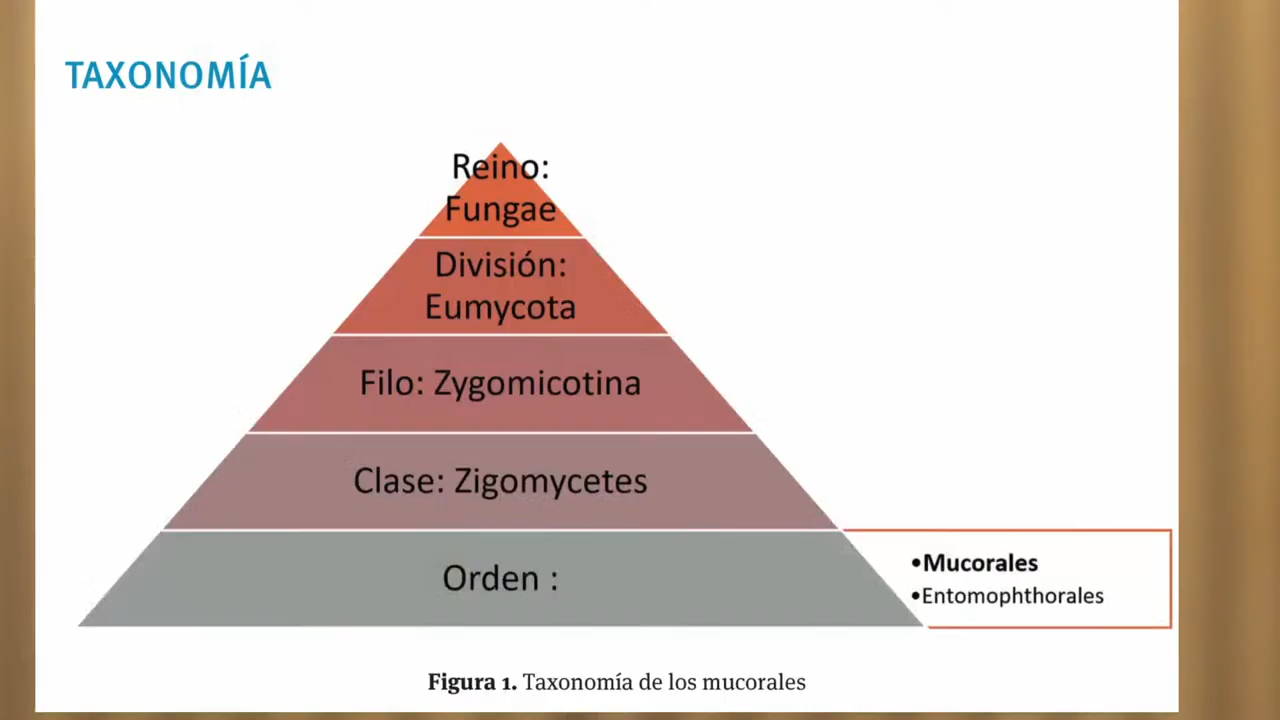 TAXONOMÍA
Reino:
Fungae
División:
Eumycota
Filo: Zygomicotina
Clase: Zigomycetes
Orden :
•Mucorales
•Entomophthorales
Figura 1. Taxonomía de los mucorales